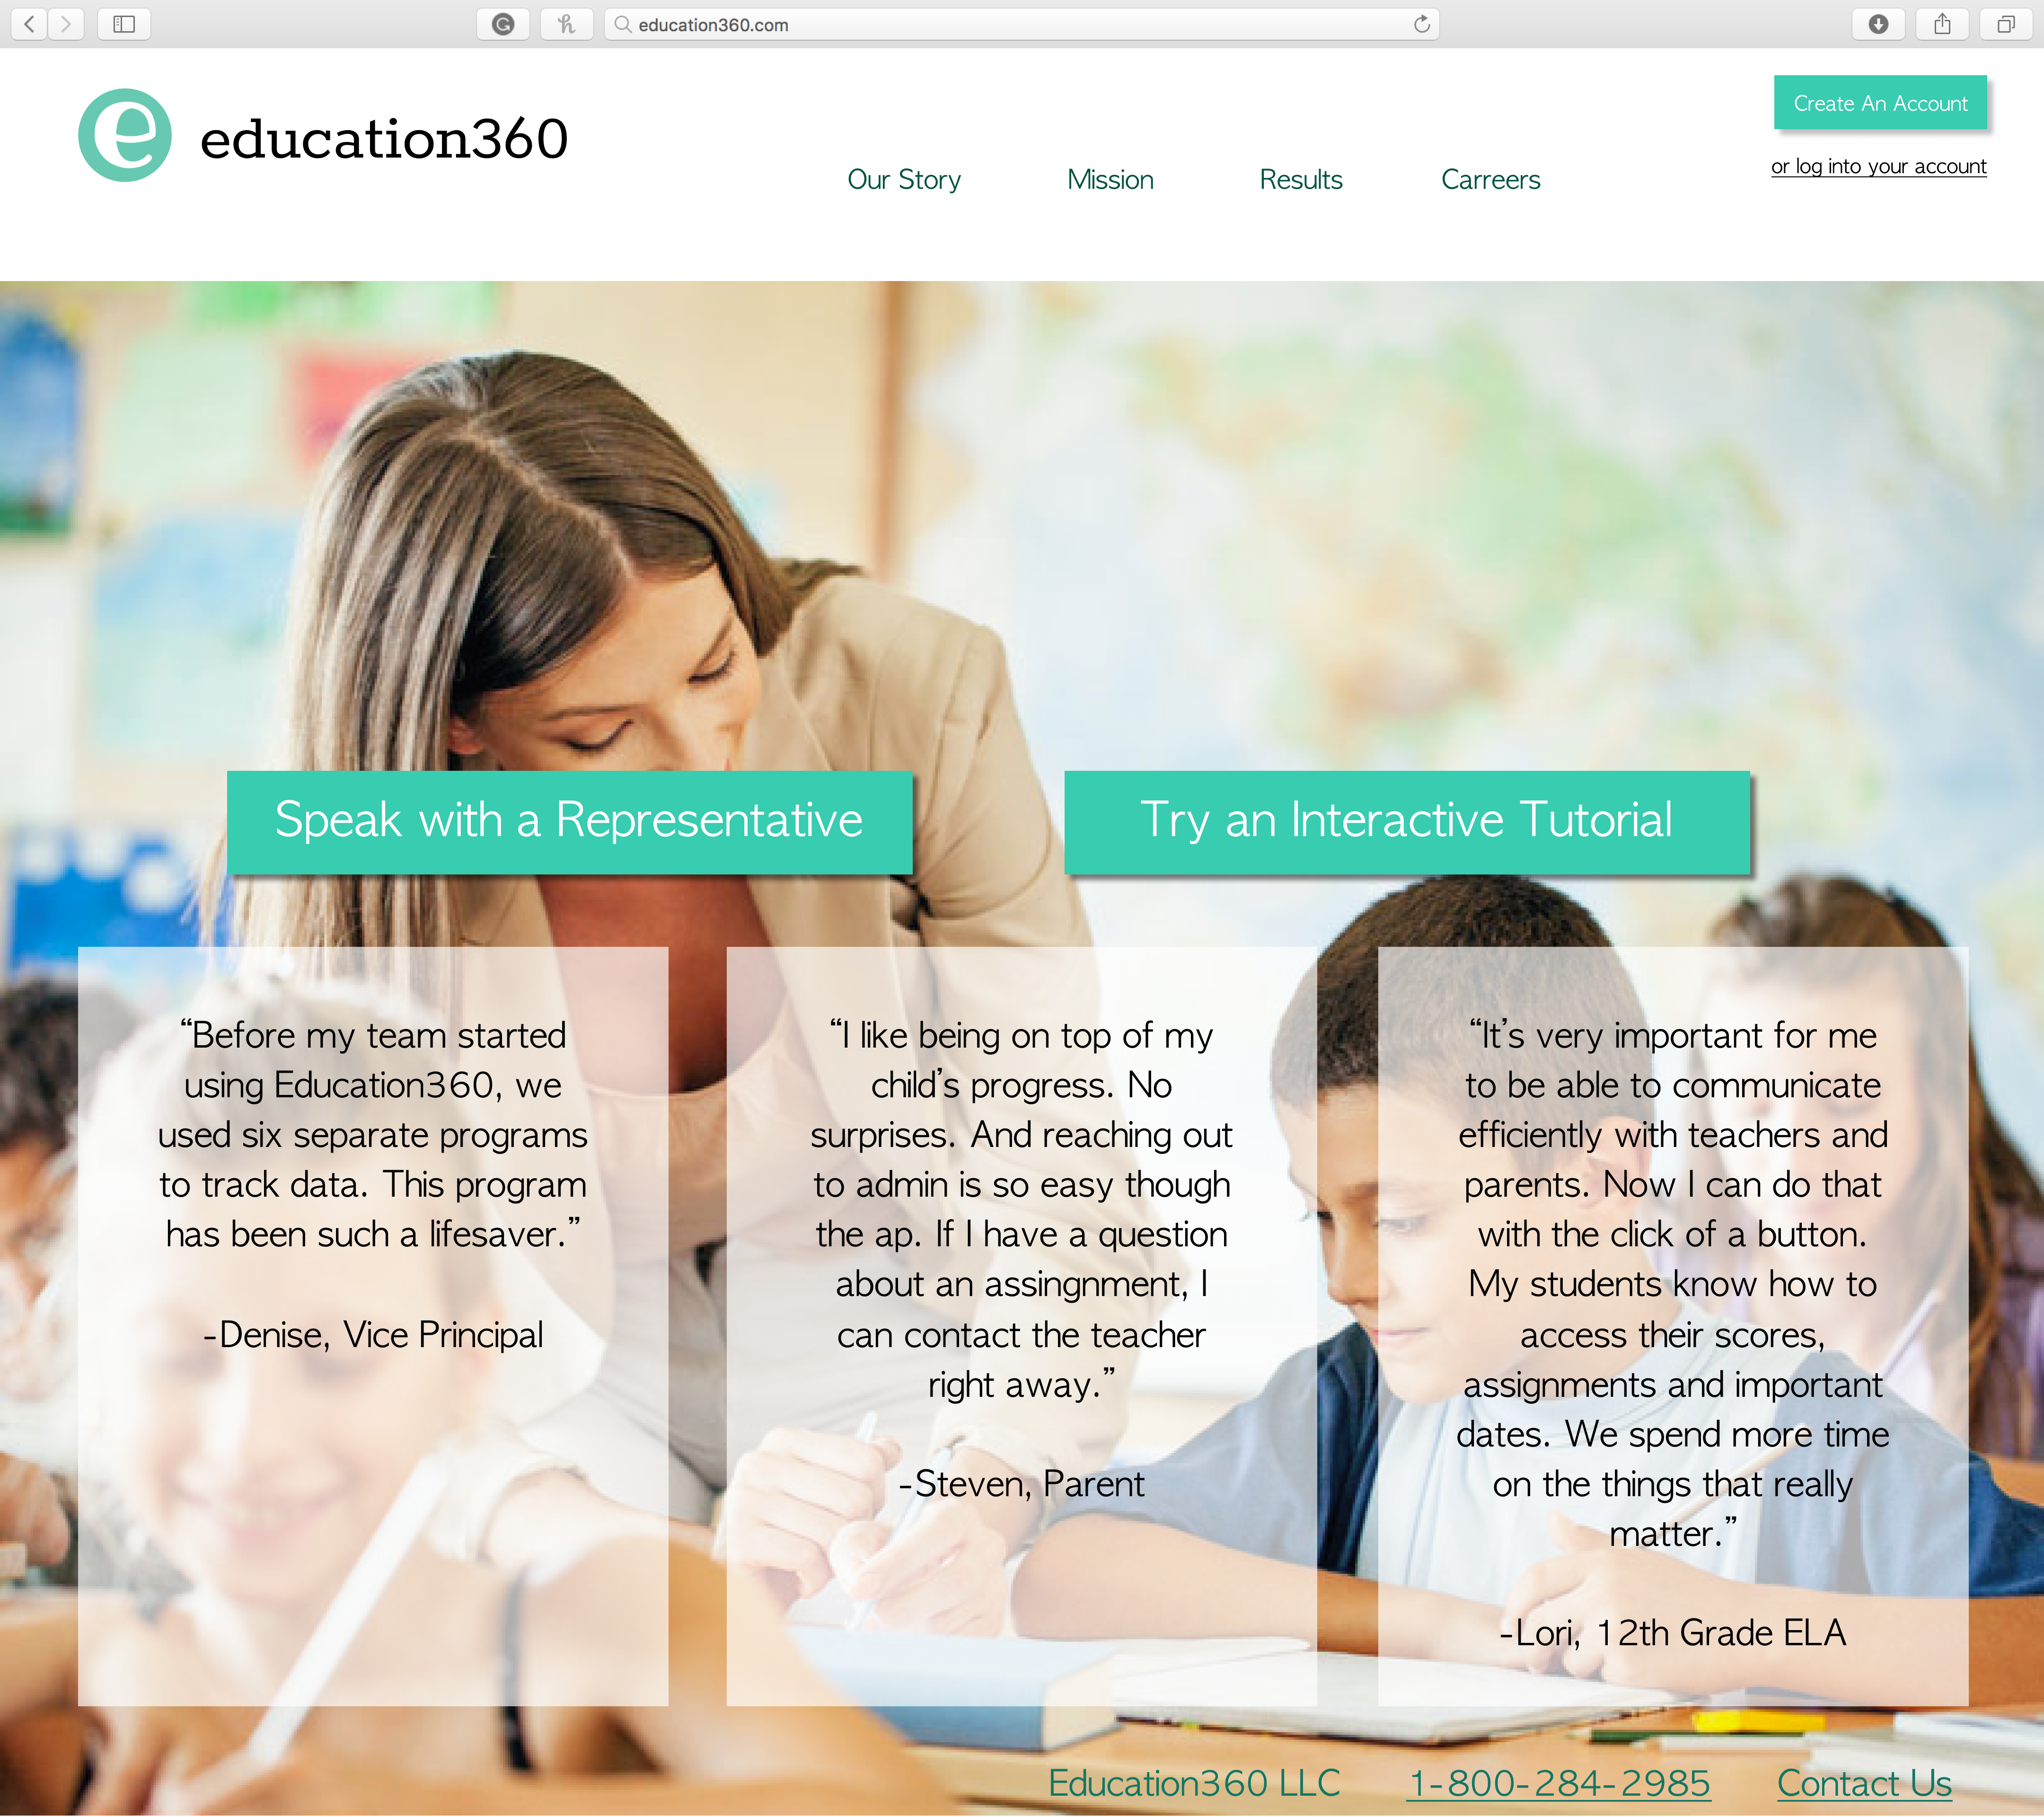 education360.com
education360
Create An Account
or log into your account
Our Story
Mission
Results
Carreers
Speak with a Representative
Try an Interactive Tutorial
“Before my team started
using Education360, we
used six separate programs
to track data. This program
has been such a lifesaver.”
-Denise, Vice Principal
“I like being on top of my
child’s progress. No
surprises. And reaching out
to admin is so easy though
the ap. If I have a question
about an assingnment, I
can contact the teacher
right away.”
-Steven, Parent
“It’s very important for me
to be able to communicate
efficiently with teachers and
parents. Now I can do that
with the click of a button.
My students know how to
access their scores,
assignments and important
dates. We spend more time
on the things that really
matter.”
-Lori, 12th Grade ELA
Education360 LLC
1-800-284-2985
Contact Us